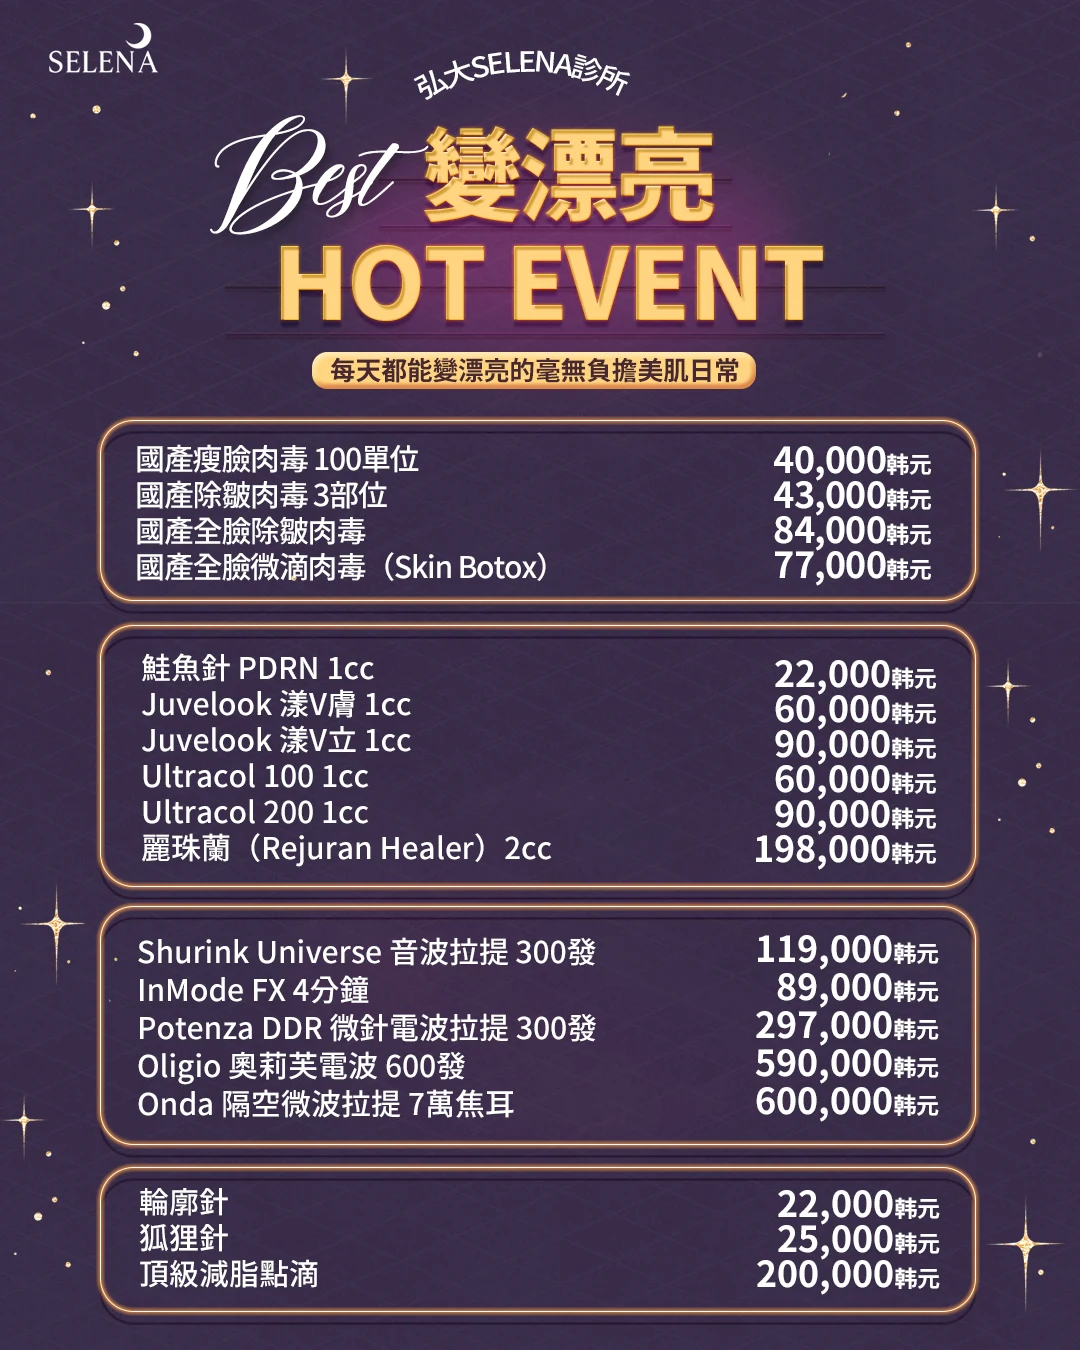 SELENA
弘大SELENA診所
Best 變漂亮
HOT EVENT
每天都能變漂亮的毫無負擔美肌日常
國產瘦臉肉毒 100單位 40,000韩元
國產除皺肉毒 3部位 43,000韩元
國產全臉除皺肉毒 84,000韩元
國產全臉微滴肉毒（Skin Botox） 77,000韩元
鮭魚針 PDRN 1cc 22,000韩元
Juvelook 漾V膚 1cc 60,000韩元
Juvelook 漾V立 1cc 90,000韩元
Ultracol 100 1cc 60,000韩元
Ultracol 200 1cc 90,000韩元
麗珠蘭（Rejuran Healer）2cc 198,000韩元
Shurink Universe 音波拉提 300發 119,000韩元
InMode FX 4分鐘 89,000韩元
Potenza DDR 微針電波拉提 300發 297,000韩元
Oligio 奧莉芙電波 600發 590,000韩元
Onda 隔空微波拉提 7萬焦耳 600,000韩元
輪廓針 22,000韩元
狐狸針 25,000韩元
頂級減脂點滴 200,000韩元